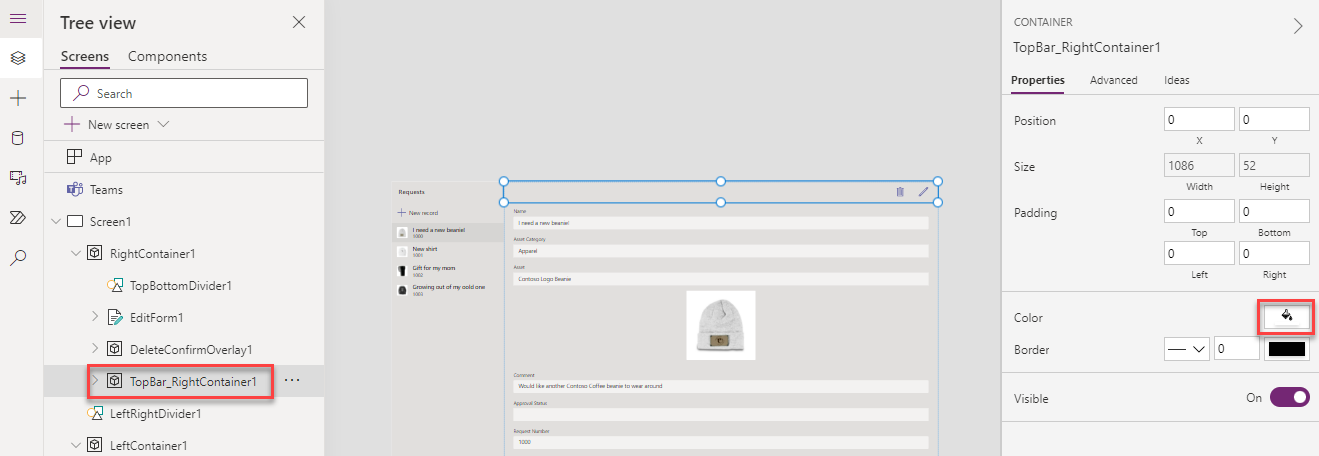 Tree view
Screens
Components
Search
New screen
App
Teams
Screen1
RightContainer1
TopBottomDivider1
EditForm1
DeleteConfirmOverlay1
TopBar_RightContainer1
LeftRightDivider1
LeftContainer1
Requests
New record
I need a new beanie!
1000
New shirt
1001
Gift for my mom
1002
Growing out of my oold one
1003
Name
I need a new beanie!
Asset Category
Apparel
Asset
Contoso Logo Beanie
Comment
Would like another Contoso Coffee beanie to wear around
Approval Status
Request Number
1000
CONTAINER
TopBar_RightContainer1
Properties Advanced Ideas
Position 0 0
X Y
Size 1086 52
Width Height
Padding 0 0
Top Bottom
0 0
Left Right
Color
Border 0
Visible On